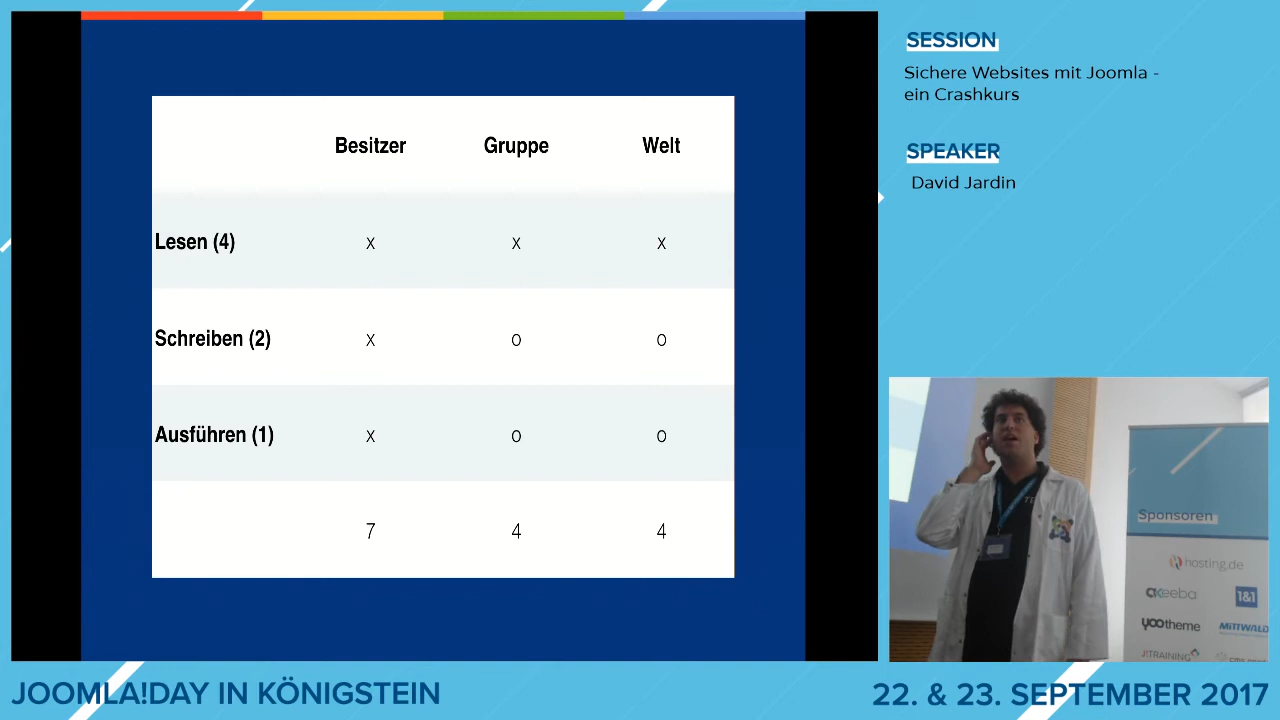 Besitzer Gruppe Welt
Lesen (4) x x x
Schreiben (2) x o o
Ausführen (1) x o o
7 4 4
SESSION
Sichere Websites mit Joomla -
ein Crashkurs
SPEAKER
David Jardin
Sponsoren
hosting.de
akeeba 1&1
yootheme MITTWALD
J!TRAINING
JOOMLA!DAY IN KÖNIGSTEIN
22. & 23. SEPTEMBER 2017